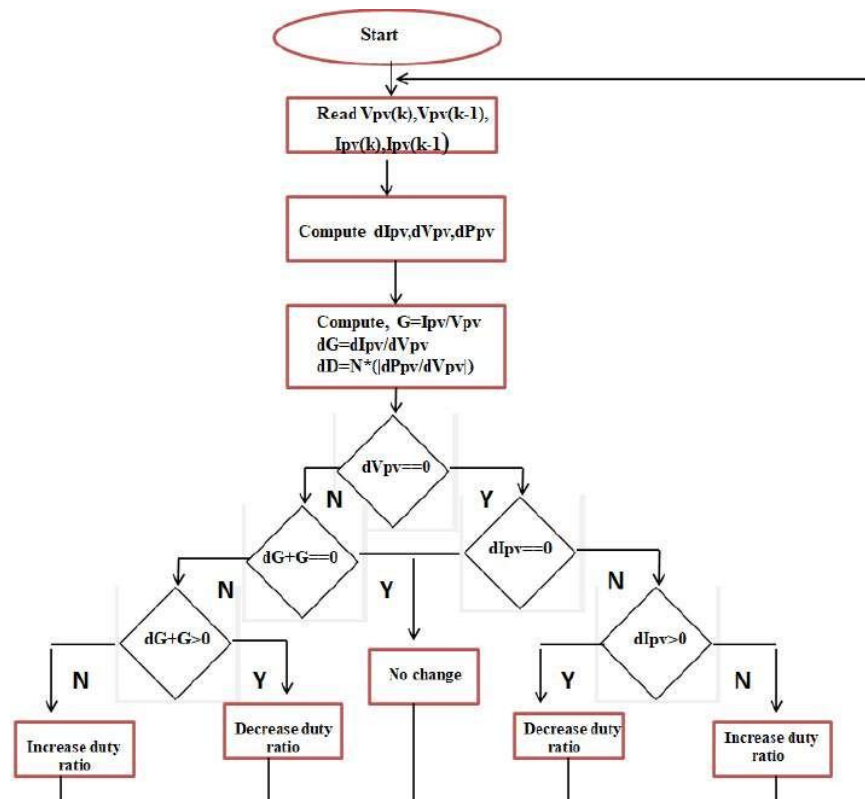 Start
Read Vpv(k),Vpv(k-1),
Ipv(k),Ipv(k-1)
Compute dIpv,dVpv,dPpv
Compute, G=Ipv/Vpv
dG=dIpv/dVpv
dD=N*(|dPpv/dVpv|)
dVpv==0
N
Y
dG+G==0
dIpv==0
N
Y
N
dG+G>0
dIpv>0
N
Y
No change
Y
N
Increase duty
ratio
Decrease duty
ratio
Decrease duty
ratio
Increase duty
ratio